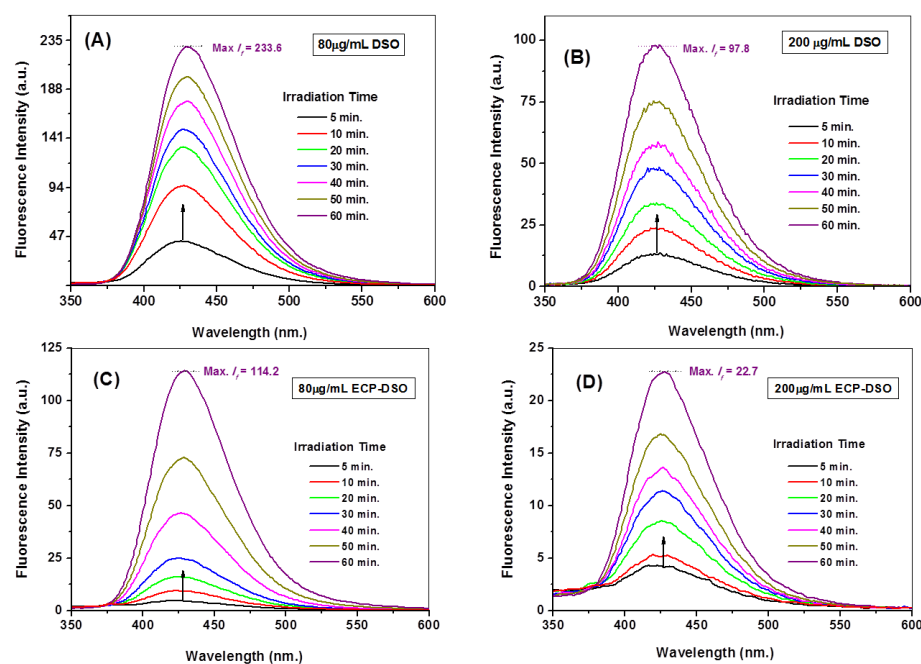 (A)
Max. If = 233.6
80μg/mL DSO
Fluorescence Intensity (a.u.)
235
188
141
94
47
Irradiation Time
5 min.
10 min.
20 min.
30 min.
40 min.
50 min.
60 min.
350 400 450 500 550 600
Wavelength (nm.)
(B)
Max. If = 97.8
200 μg/mL DSO
Fluorescence Intensity (a.u.)
100
75
50
25
0
Irradiation Time
5 min.
10 min.
20 min.
30 min.
40 min.
50 min.
60 min.
350 400 450 500 550 600
Wavelength (nm.)
(C)
Max. If = 114.2
80μg/mL ECP-DSO
Fluorescence Intensity (a.u.)
125
100
75
50
25
0
Irradiation Time
5 min.
10 min.
20 min.
30 min.
40 min.
50 min.
60 min.
350 400 450 500 550 600
Wavelength (nm.)
(D)
Max. If = 22.7
200μg/mL ECP-DSO
Fluorescence Intensity (a.u.)
25
20
15
10
5
0
Irradiation Time
5 min.
10 min.
20 min.
30 min.
40 min.
50 min.
60 min.
350 400 450 500 550 600
Wavelength (nm.)